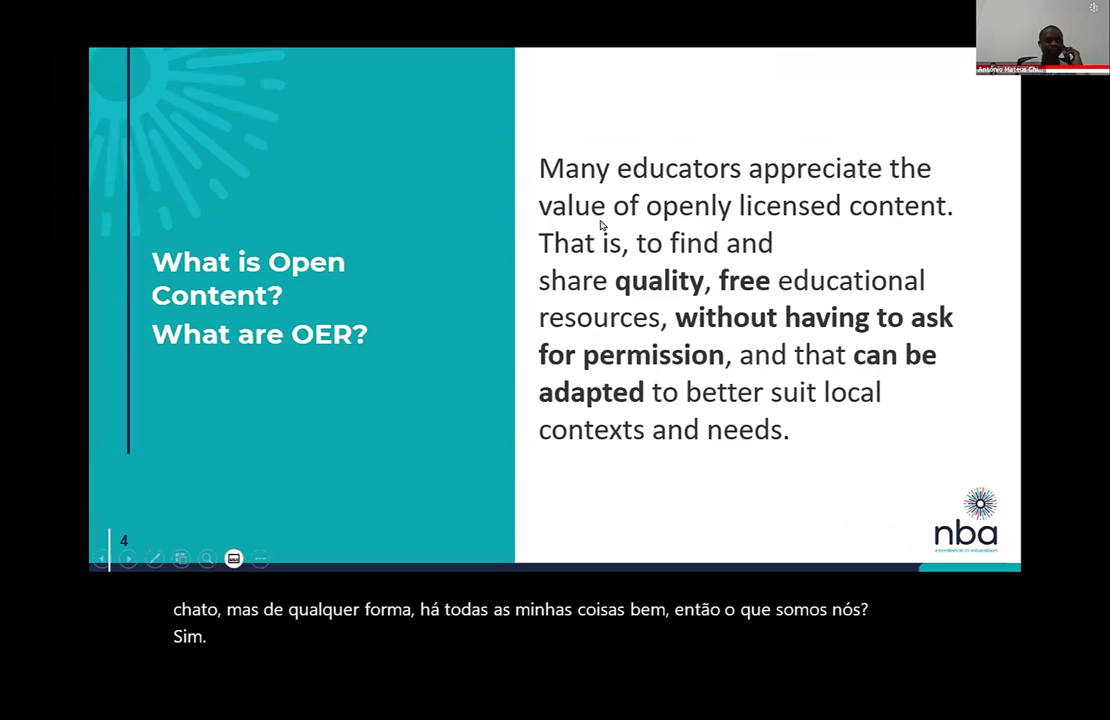 António Mateus Chi...
What is Open
Content?
What are OER?
Many educators appreciate the
value of openly licensed content.
That is, to find and
share quality, free educational
resources, without having to ask
for permission, and that can be
adapted to better suit local
contexts and needs.
nba
excellence in education
4
chato, mas de qualquer forma, há todas as minhas coisas bem, então o que somos nós?
Sim.